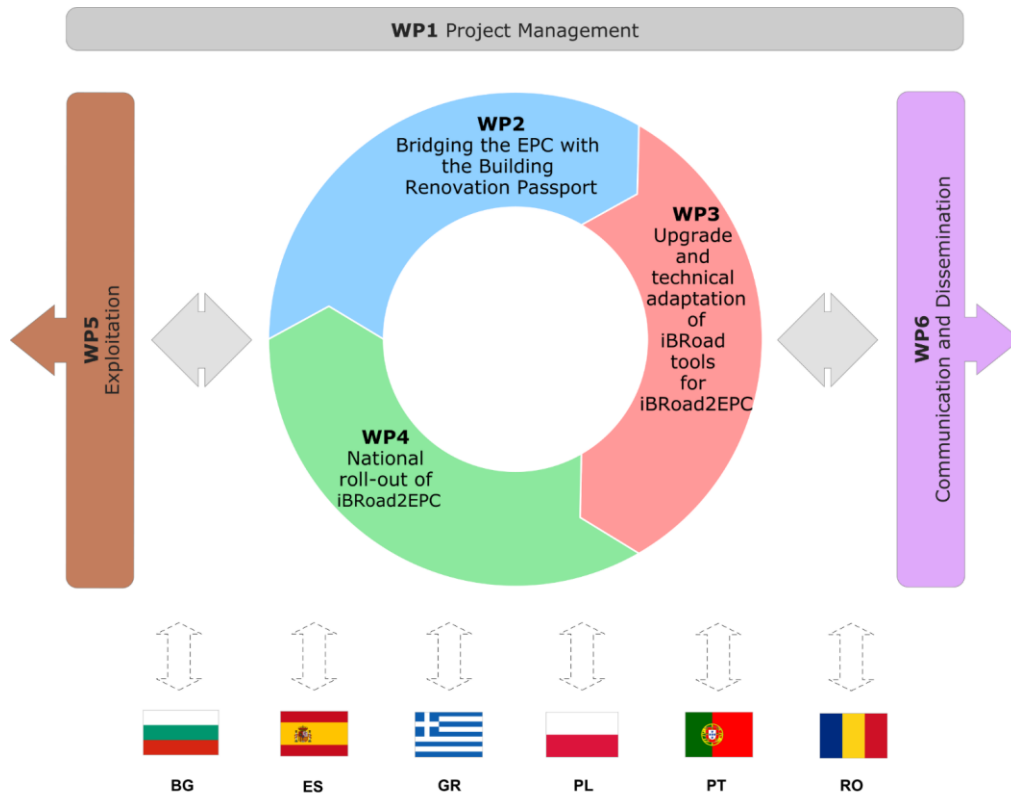 WP1 Project Management
WP2
Bridging the EPC with
the Building
Renovation Passport
WP3
Upgrade
and
technical
adaptation
of
iBRoad
tools
for
iBRoad2EPC
WP4
National
roll-out of
iBRoad2EPC
WP5
Exploitation
WP6
Communication and Dissemination
BG
ES
GR
PL
PT
RO